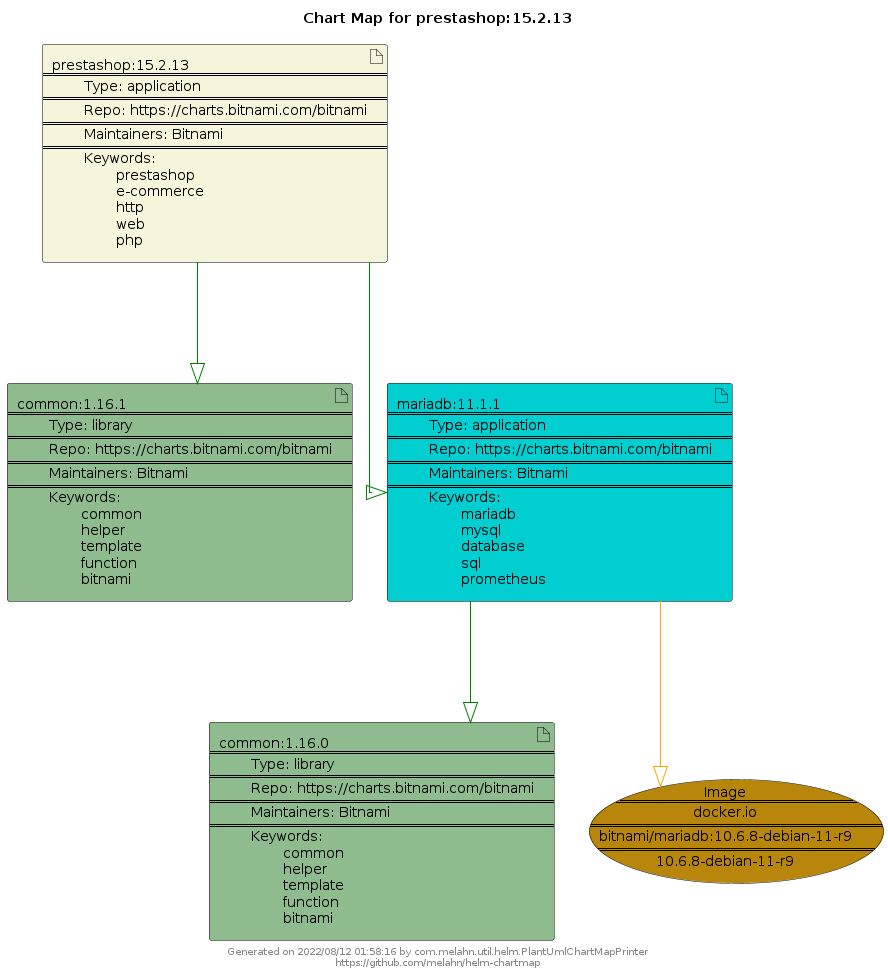 Chart Map for prestashop:15.2.13
prestashop:15.2.13
Type: application
Repo: https://charts.bitnami.com/bitnami
Maintainers: Bitnami
Keywords:
prestashop
e-commerce
http
web
php
common:1.16.1
Type: library
Repo: https://charts.bitnami.com/bitnami
Maintainers: Bitnami
Keywords:
common
helper
template
function
bitnami
mariadb:11.1.1
Type: application
Repo: https://charts.bitnami.com/bitnami
Maintainers: Bitnami
Keywords:
mariadb
mysql
database
sql
prometheus
common:1.16.0
Type: library
Repo: https://charts.bitnami.com/bitnami
Maintainers: Bitnami
Keywords:
common
helper
template
function
bitnami
Image
docker.io
bitnami/mariadb:10.6.8-debian-11-r9
10.6.8-debian-11-r9
Generated on 2022/08/12 01:58:16 by com.melahn.util.helm.PlantUmlChartMapPrinter
https://github.com/melahn/helm-chartmap